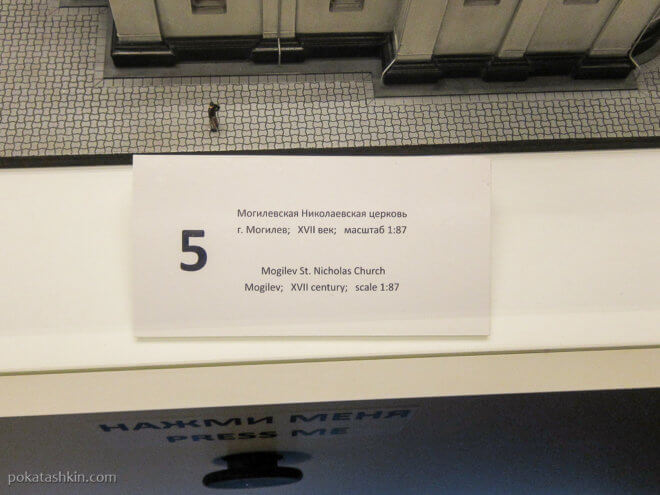 5
Могилевская Николаевская церковь
г. Могилев; XVII век; масштаб 1:87
Mogilev St. Nicholas Church
Mogilev; XVII century; scale 1:87
НАЖМИ МЕНЯ
PRESS ME
pokatashkin.com